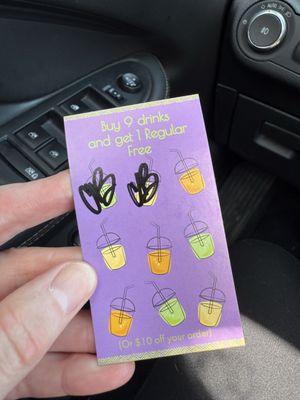 Buy 9 drinks
and get 1 Regular
Free
(Or $10 off your order)